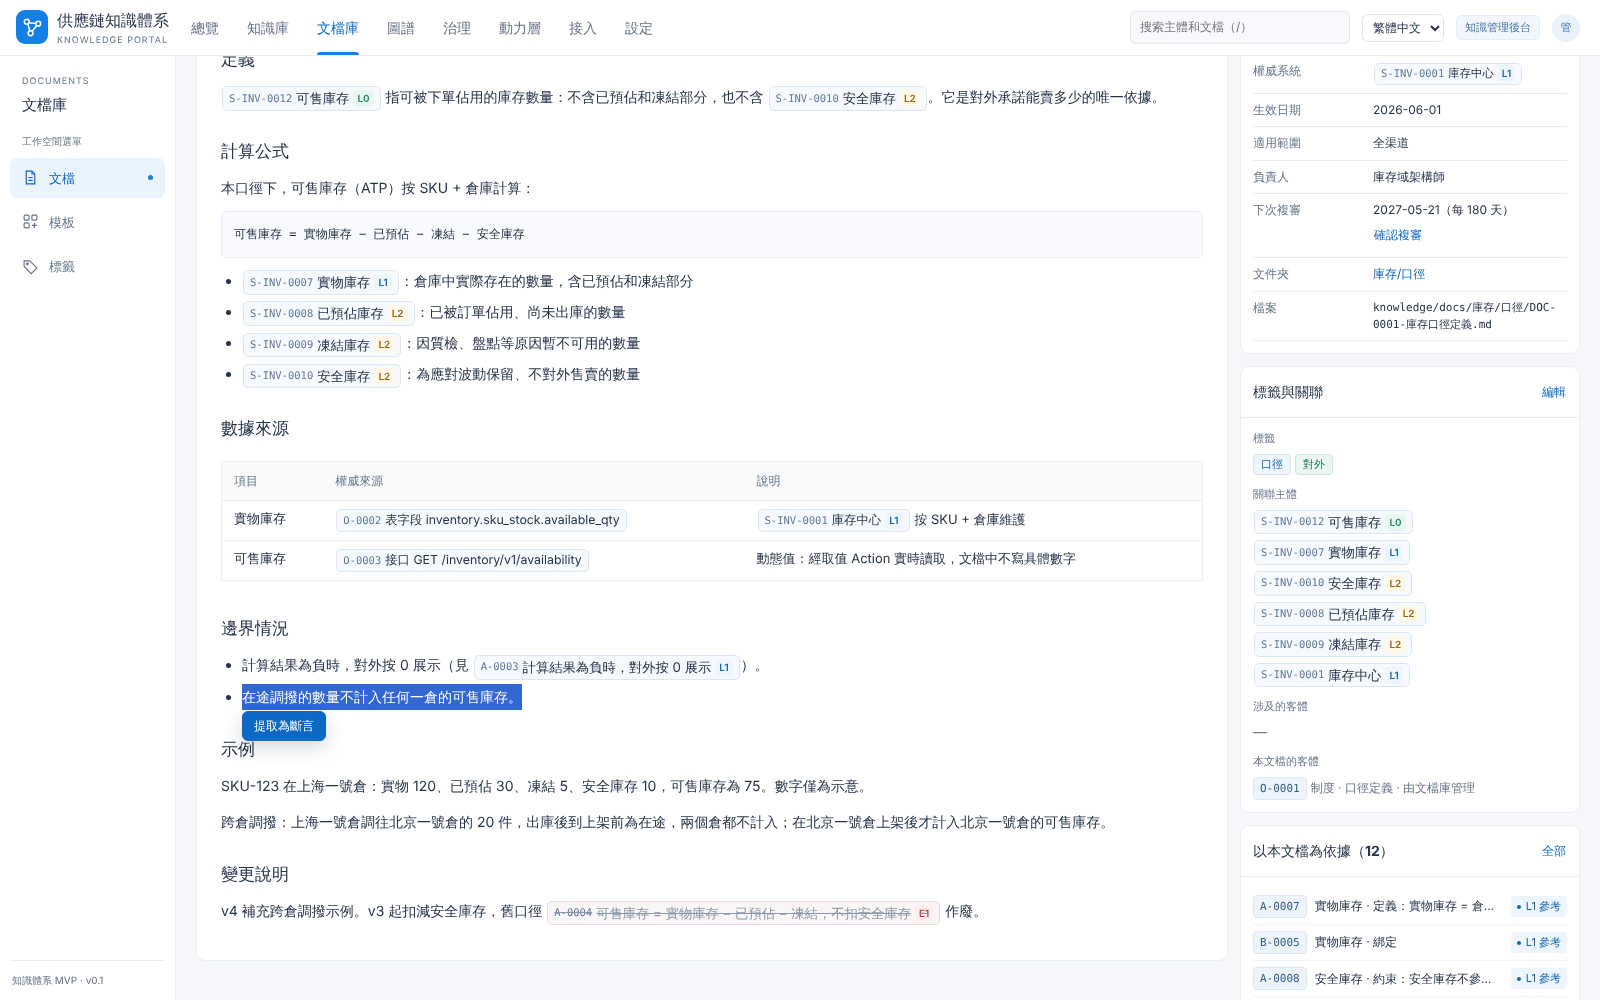 供應鏈知識體系
KNOWLEDGE PORTAL
總覽
知識庫
文檔庫
圖譜
治理
動力層
接入
設定
搜索主體和文檔（/）
繁體中文
知識管理後台
管
DOCUMENTS
文檔庫
工作空間選單
文檔
模板
標籤
知識體系 MVP · v0.1
定義
S-INV-0012 可售庫存 L0 指可被下單佔用的庫存數量：不含已預佔和凍結部分，也不含 S-INV-0010 安全庫存 L2 。它是對外承諾能賣多少的唯一依據。
計算公式
本口徑下，可售庫存（ATP）按 SKU + 倉庫計算：
可售庫存 = 實物庫存 − 已預佔 − 凍結 − 安全庫存
S-INV-0007 實物庫存 L1 ：倉庫中實際存在的數量，含已預佔和凍結部分
S-INV-0008 已預佔庫存 L2 ：已被訂單佔用、尚未出庫的數量
S-INV-0009 凍結庫存 L2 ：因質檢、盤點等原因暫不可用的數量
S-INV-0010 安全庫存 L2 ：為應對波動保留、不對外售賣的數量
數據來源
項目 權威來源 說明
實物庫存 O-0002 表字段 inventory.sku_stock.available_qty S-INV-0001 庫存中心 L1 按 SKU + 倉庫維護
可售庫存 O-0003 接口 GET /inventory/v1/availability 動態值：經取值 Action 實時讀取，文檔中不寫具體數字
邊界情況
計算結果為負時，對外按 0 展示（見 A-0003 計算結果為負時，對外按 0 展示 L1 ）。
在途調撥的數量不計入任何一倉的可售庫存。
提取為斷言
示例
SKU-123 在上海一號倉：實物 120、已預佔 30、凍結 5、安全庫存 10，可售庫存為 75。數字僅為示意。
跨倉調撥：上海一號倉調往北京一號倉的 20 件，出庫後到上架前為在途，兩個倉都不計入；在北京一號倉上架後才計入北京一號倉的可售庫存。
變更說明
v4 補充跨倉調撥示例。v3 起扣減安全庫存，舊口徑 A-0004 可售庫存 = 實物庫存 − 已預佔 − 凍結，不扣安全庫存 E1 作廢。
權威系統 S-INV-0001 庫存中心 L1
生效日期 2026-06-01
適用範圍 全渠道
負責人 庫存域架構師
下次複審 2027-05-21（每 180 天）
確認複審
文件夾 庫存/口徑
檔案 knowledge/docs/庫存/口徑/DOC-
0001-庫存口徑定義.md
標籤與關聯 編輯
標籤
口徑 對外
關聯主體
S-INV-0012 可售庫存 L0
S-INV-0007 實物庫存 L1
S-INV-0010 安全庫存 L2
S-INV-0008 已預佔庫存 L2
S-INV-0009 凍結庫存 L2
S-INV-0001 庫存中心 L1
涉及的客體
—
本文檔的客體
O-0001 制度 · 口徑定義 · 由文檔庫管理
以本文檔為依據（12） 全部
A-0007 實物庫存 · 定義：實物庫存 = 倉... L1 參考
B-0005 實物庫存 · 綁定 L1 參考
A-0008 安全庫存 · 約束：安全庫存不參... L1 參考